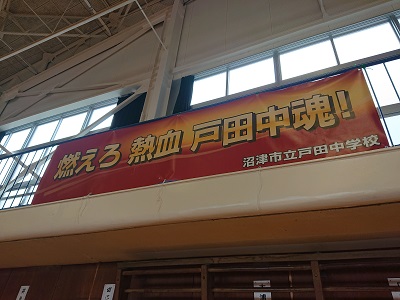 燃えろ 熱血 戸田中魂！
沼津市立戸田中学校